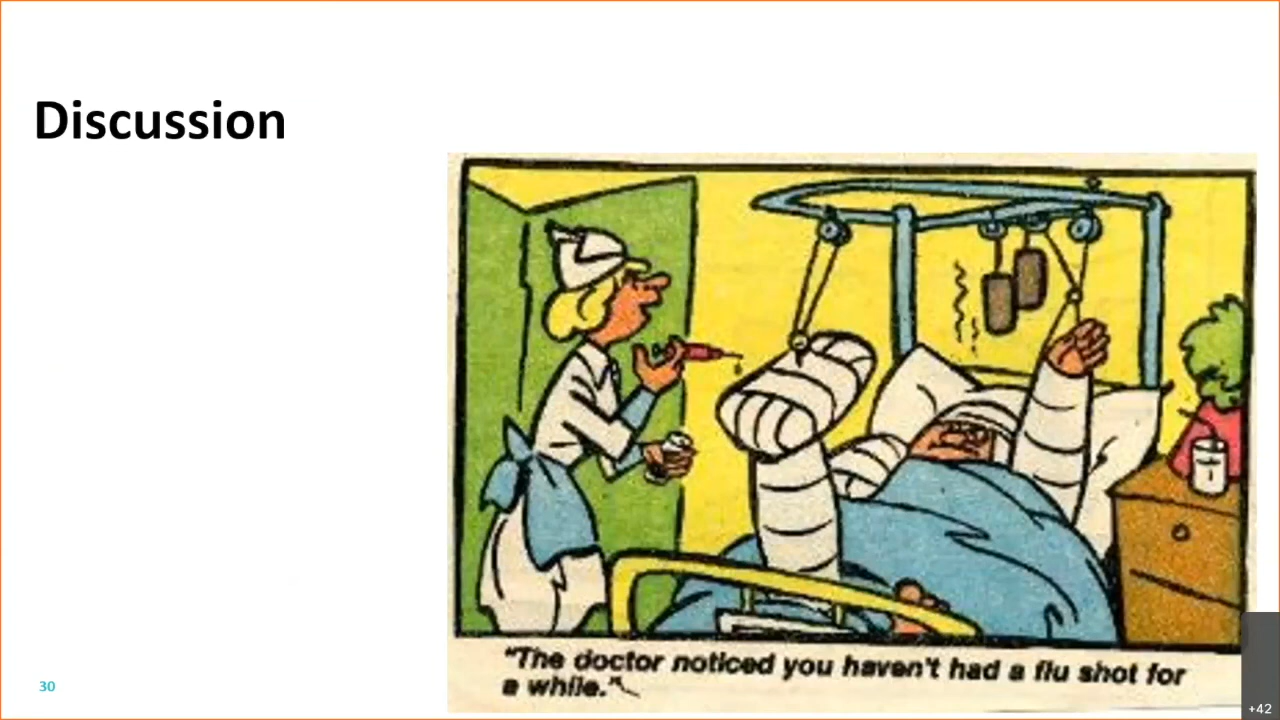 Discussion
"The doctor noticed you haven't had a flu shot for
a while."
30
+42